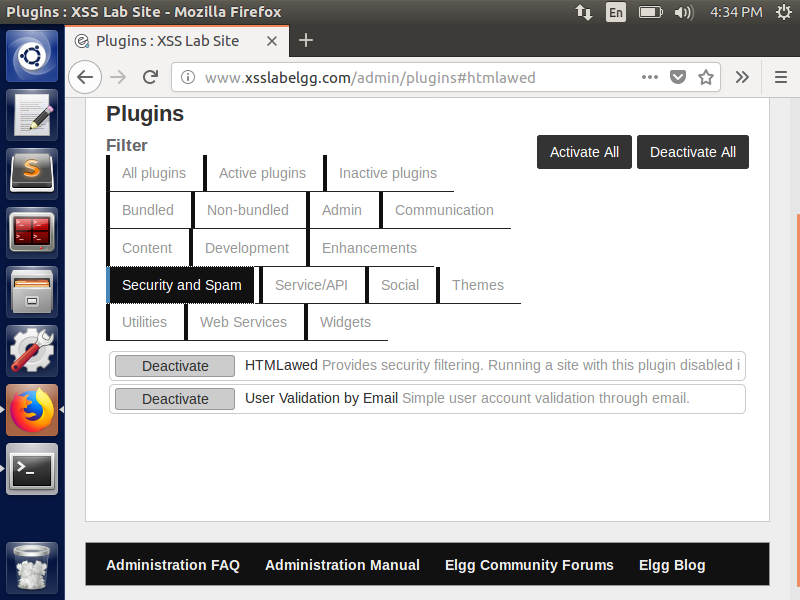 Plugins : XSS Lab Site - Mozilla Firefox
En
4:34 PM
Plugins : XSS Lab Site
www.xsslabelgg.com/admin/plugins#htmlawed
Plugins
Filter
Activate All Deactivate All
All plugins Active plugins Inactive plugins
Bundled Non-bundled Admin Communication
Content Development Enhancements
Security and Spam Service/API Social Themes
Utilities Web Services Widgets
Deactivate HTMLawed Provides security filtering. Running a site with this plugin disabled i
Deactivate User Validation by Email Simple user account validation through email.
Administration FAQ Administration Manual Elgg Community Forums Elgg Blog